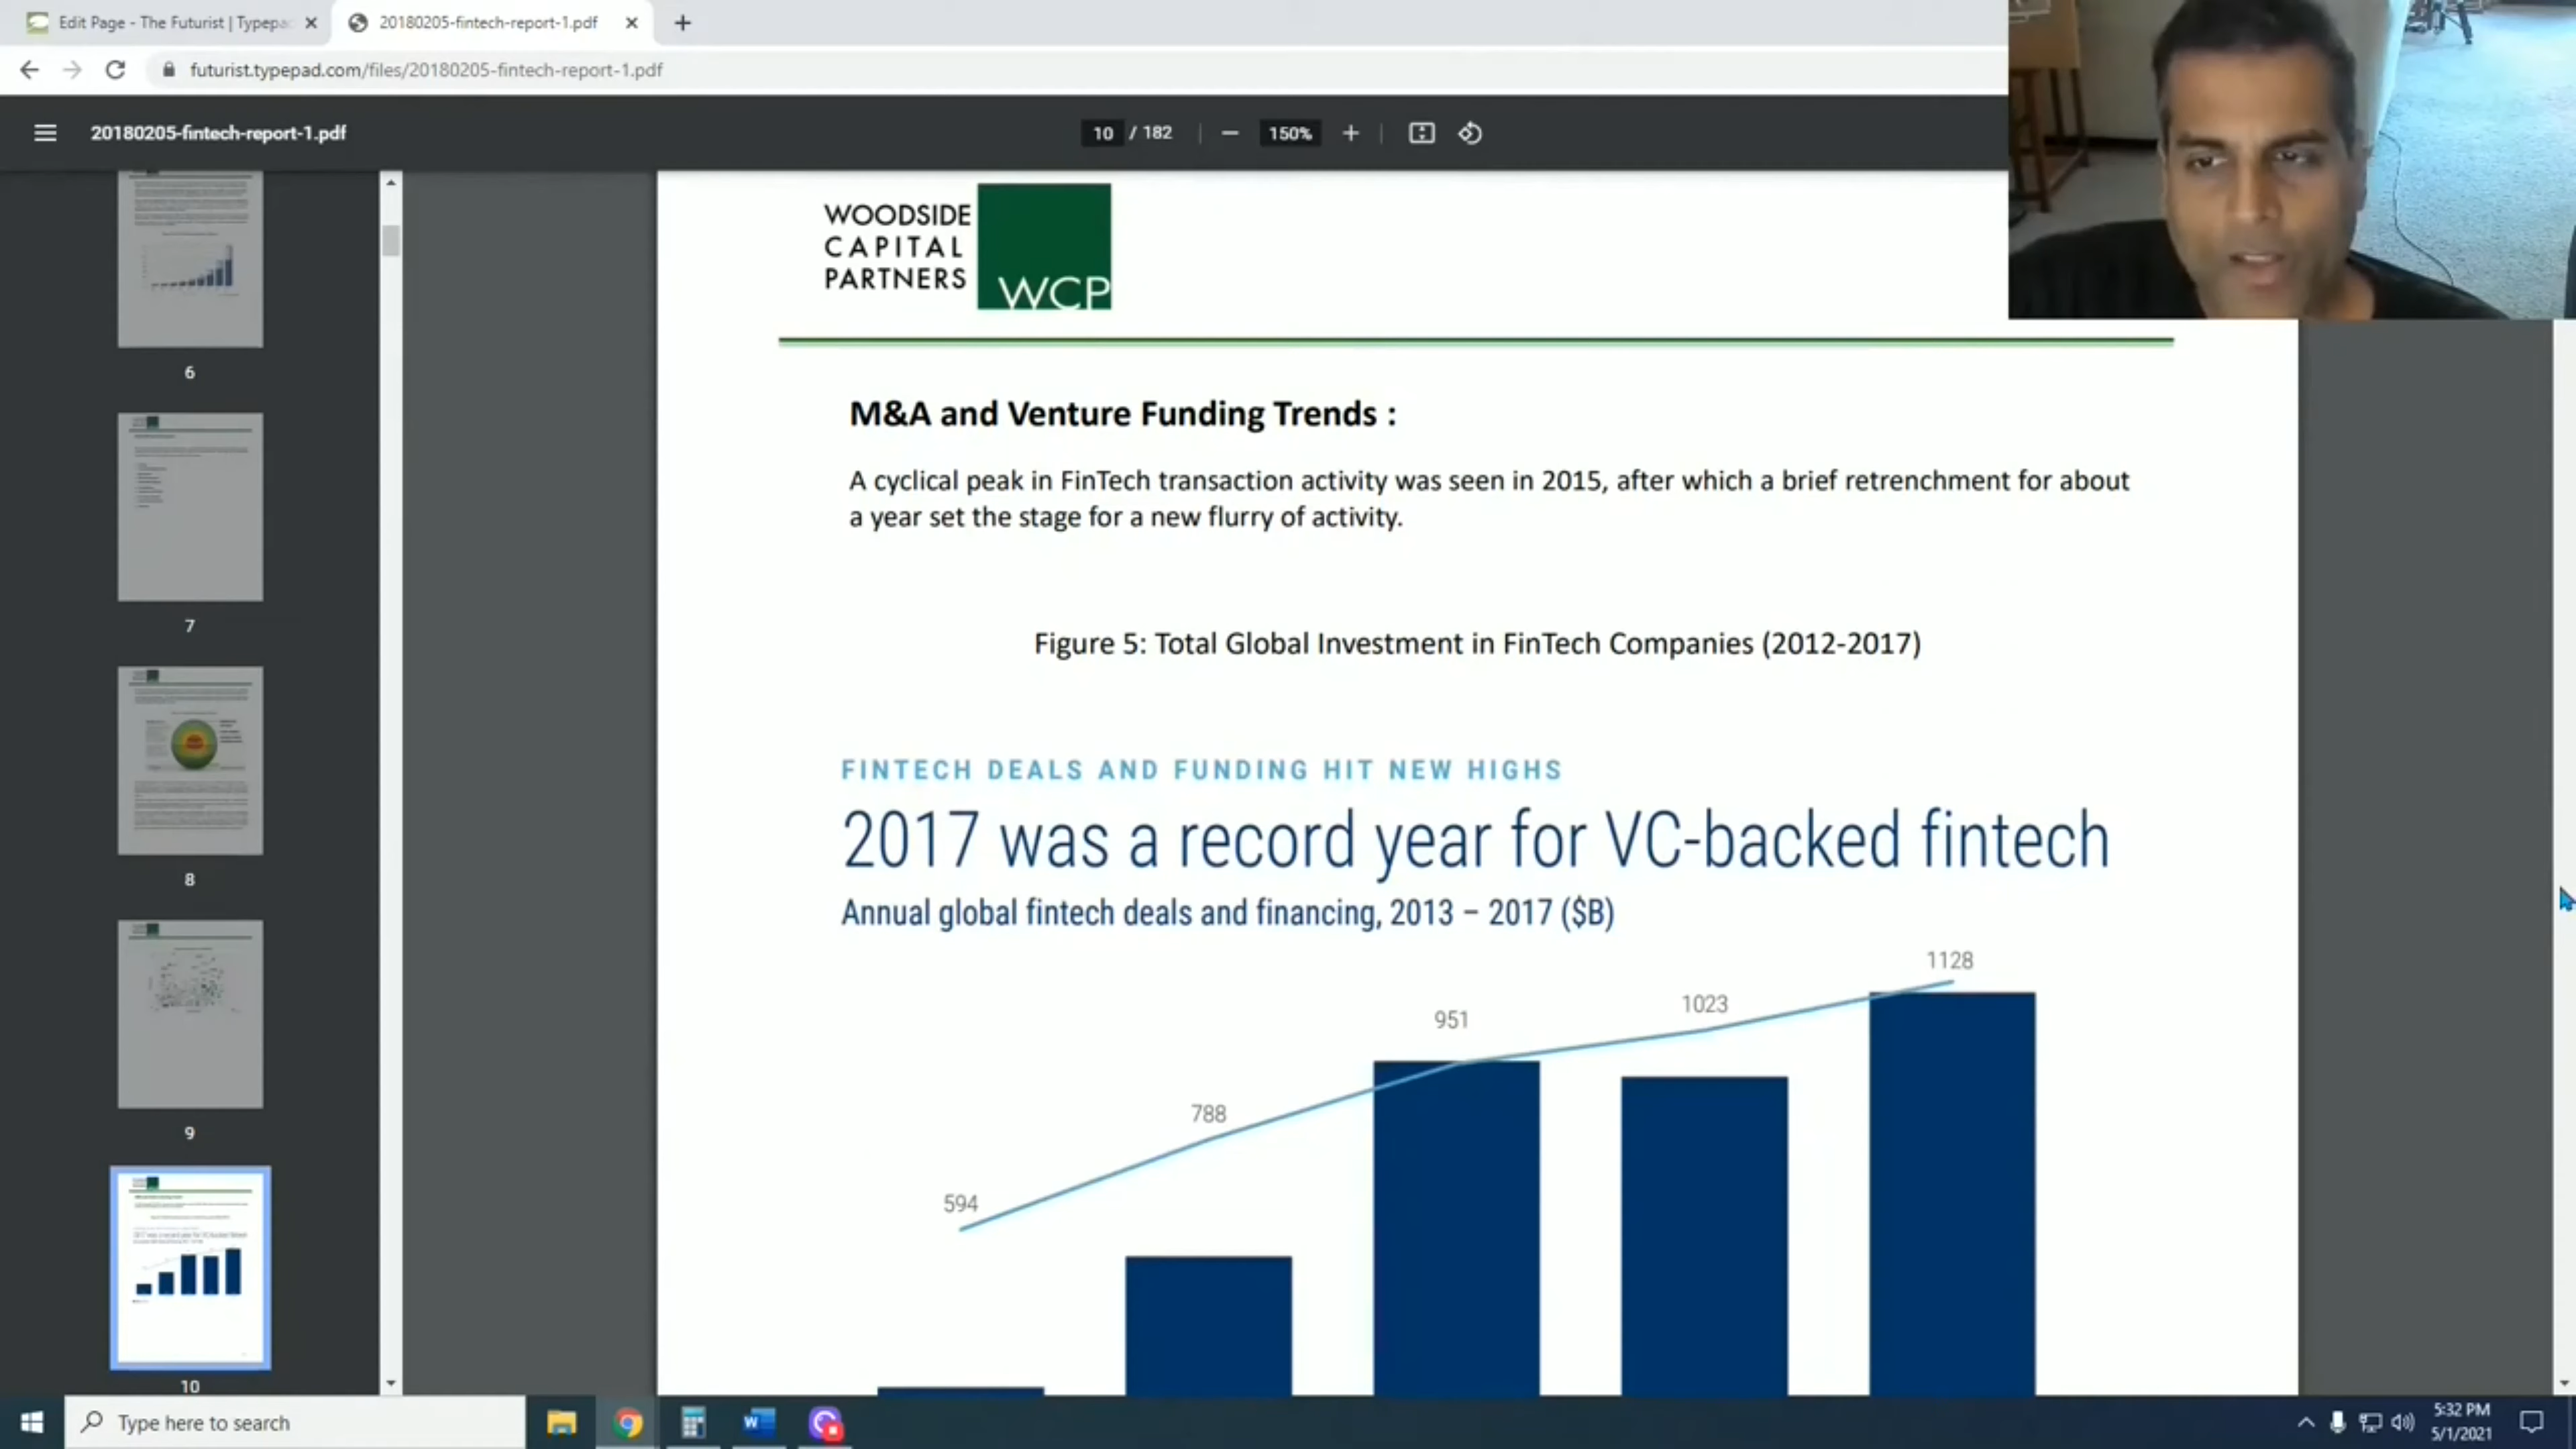 Edit Page - The Futurist | Typepa
20180205-fintech-report-1.pdf
futurist.typepad.com/files/20180205-fintech-report-1.pdf
20180205-fintech-report-1.pdf
10 / 182
150%
6
7
8
9
10
WOODSIDE
CAPITAL
PARTNERS
WCP
M&A and Venture Funding Trends :
A cyclical peak in FinTech transaction activity was seen in 2015, after which a brief retrenchment for about
a year set the stage for a new flurry of activity.
Figure 5: Total Global Investment in FinTech Companies (2012-2017)
FINTECH DEALS AND FUNDING HIT NEW HIGHS
2017 was a record year for VC-backed fintech
Annual global fintech deals and financing, 2013 – 2017 ($B)
594
788
951
1023
1128
Type here to search
W
5:32 PM
5/1/2021